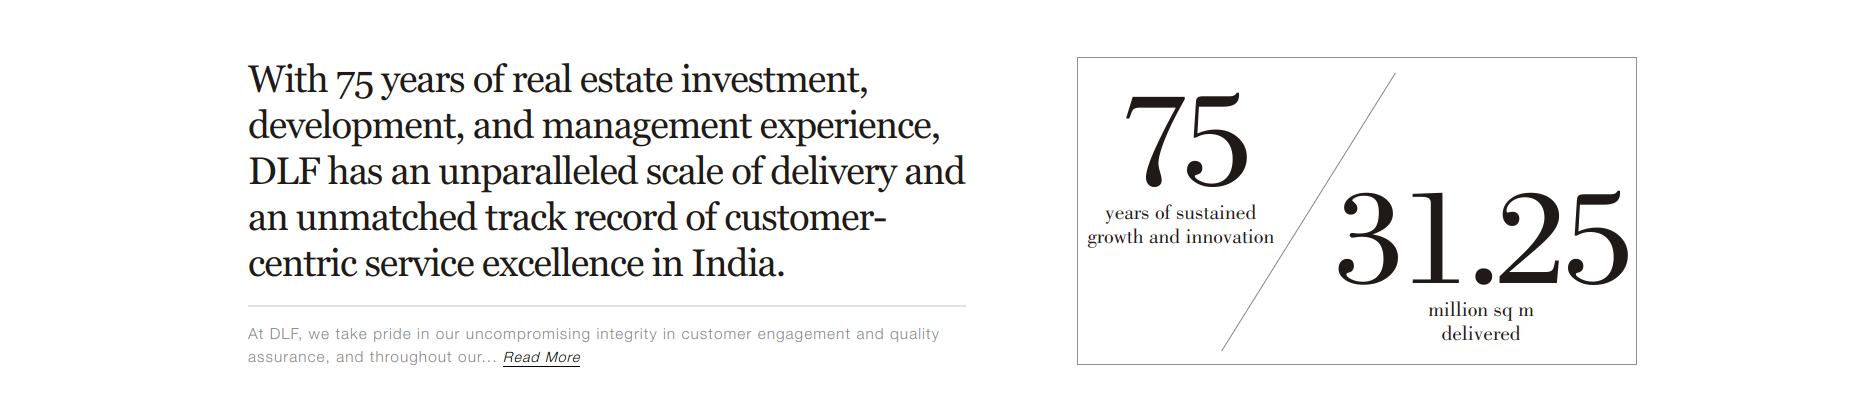 With 75 years of real estate investment,
development, and management experience,
DLF has an unparalleled scale of delivery and
an unmatched track record of customer-
centric service excellence in India.
At DLF, we take pride in our uncompromising integrity in customer engagement and quality
assurance, and throughout our... Read More
75
years of sustained
growth and innovation
31.25
million sq m
delivered